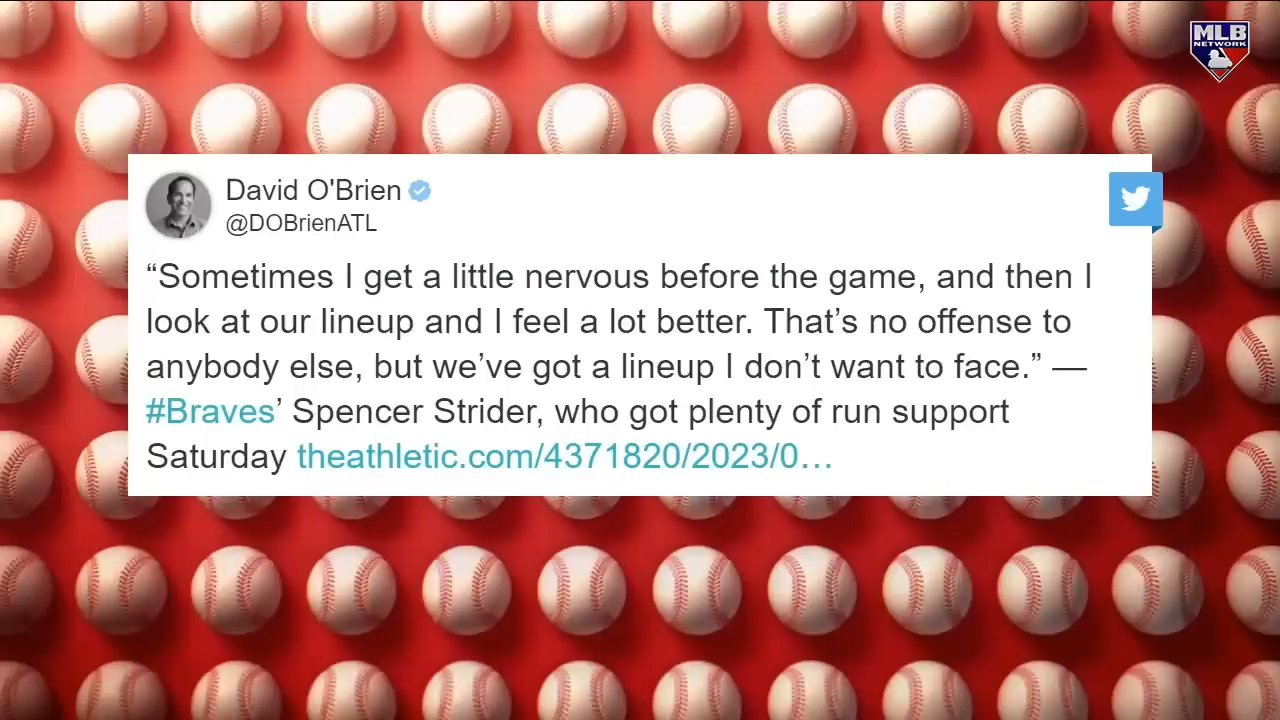 MLB
NETWORK
David O'Brien
@DOBrienATL
“Sometimes I get a little nervous before the game, and then I
look at our lineup and I feel a lot better. That’s no offense to
anybody else, but we’ve got a lineup I don’t want to face.” —
#Braves’ Spencer Strider, who got plenty of run support
Saturday theathletic.com/4371820/2023/0…